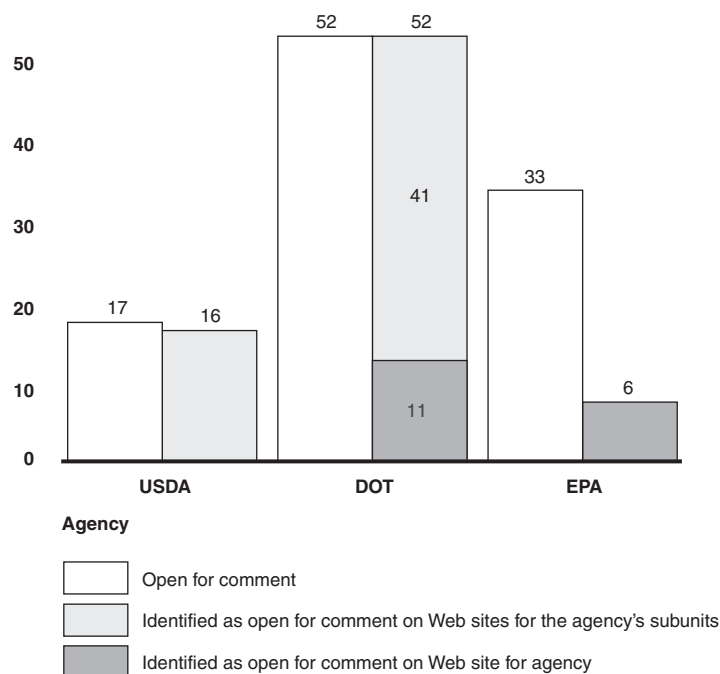 52 52
50
40
41
33
30
20
17 16
10
11
6
0
USDA DOT EPA
Agency
Open for comment
Identified as open for comment on Web sites for the agency's subunits
Identified as open for comment on Web site for agency